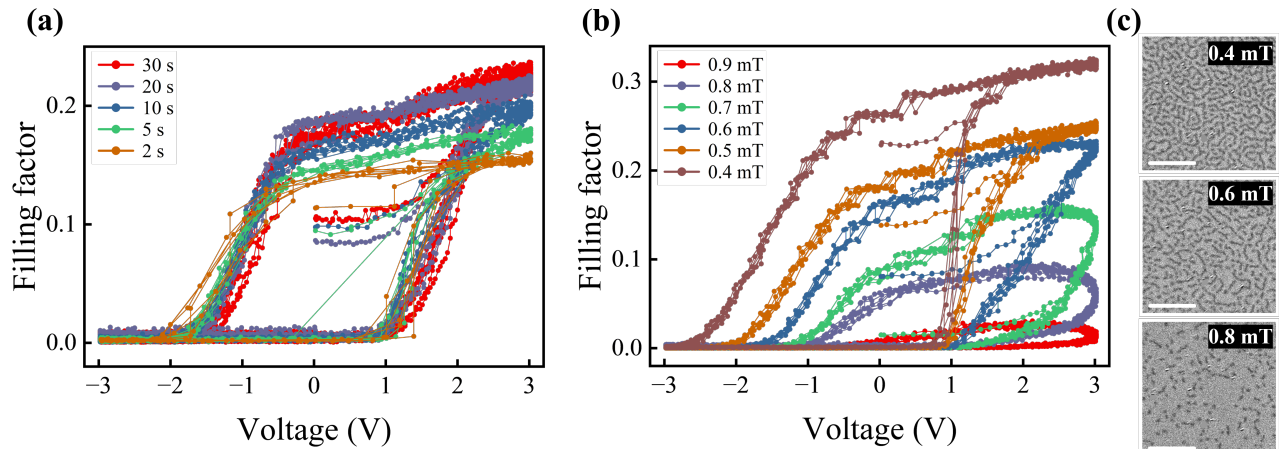 (a)
30 s
20 s
10 s
5 s
2 s
Filling factor
0.2
0.1
0.0
−3 −2 −1 0 1 2 3
Voltage (V)
(b)
0.9 mT
0.8 mT
0.7 mT
0.6 mT
0.5 mT
0.4 mT
Filling factor
0.3
0.2
0.1
0.0
−3 −2 −1 0 1 2 3
Voltage (V)
(c)
0.4 mT
0.6 mT
0.8 mT